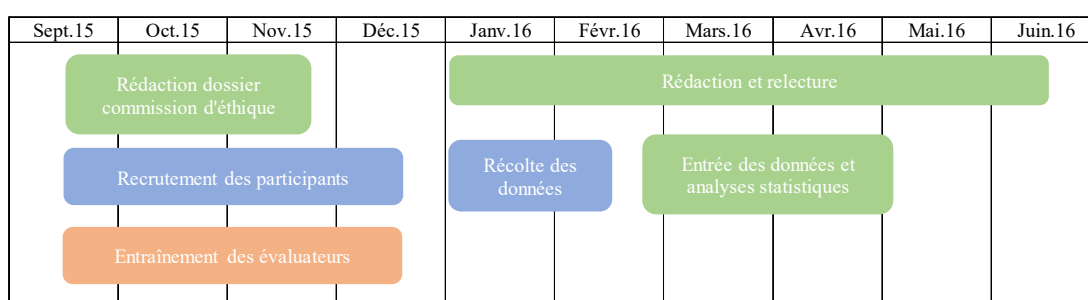 Sept.15 Oct.15 Nov.15 Déc.15 Janv.16 Févr.16 Mars.16 Avr.16 Mai.16 Juin.16
Rédaction dossier
commission d'éthique
Rédaction et relecture
Recrutement des participants
Récolte des
données
Entrée des données et
analyses statistiques
Entraînement des évaluateurs